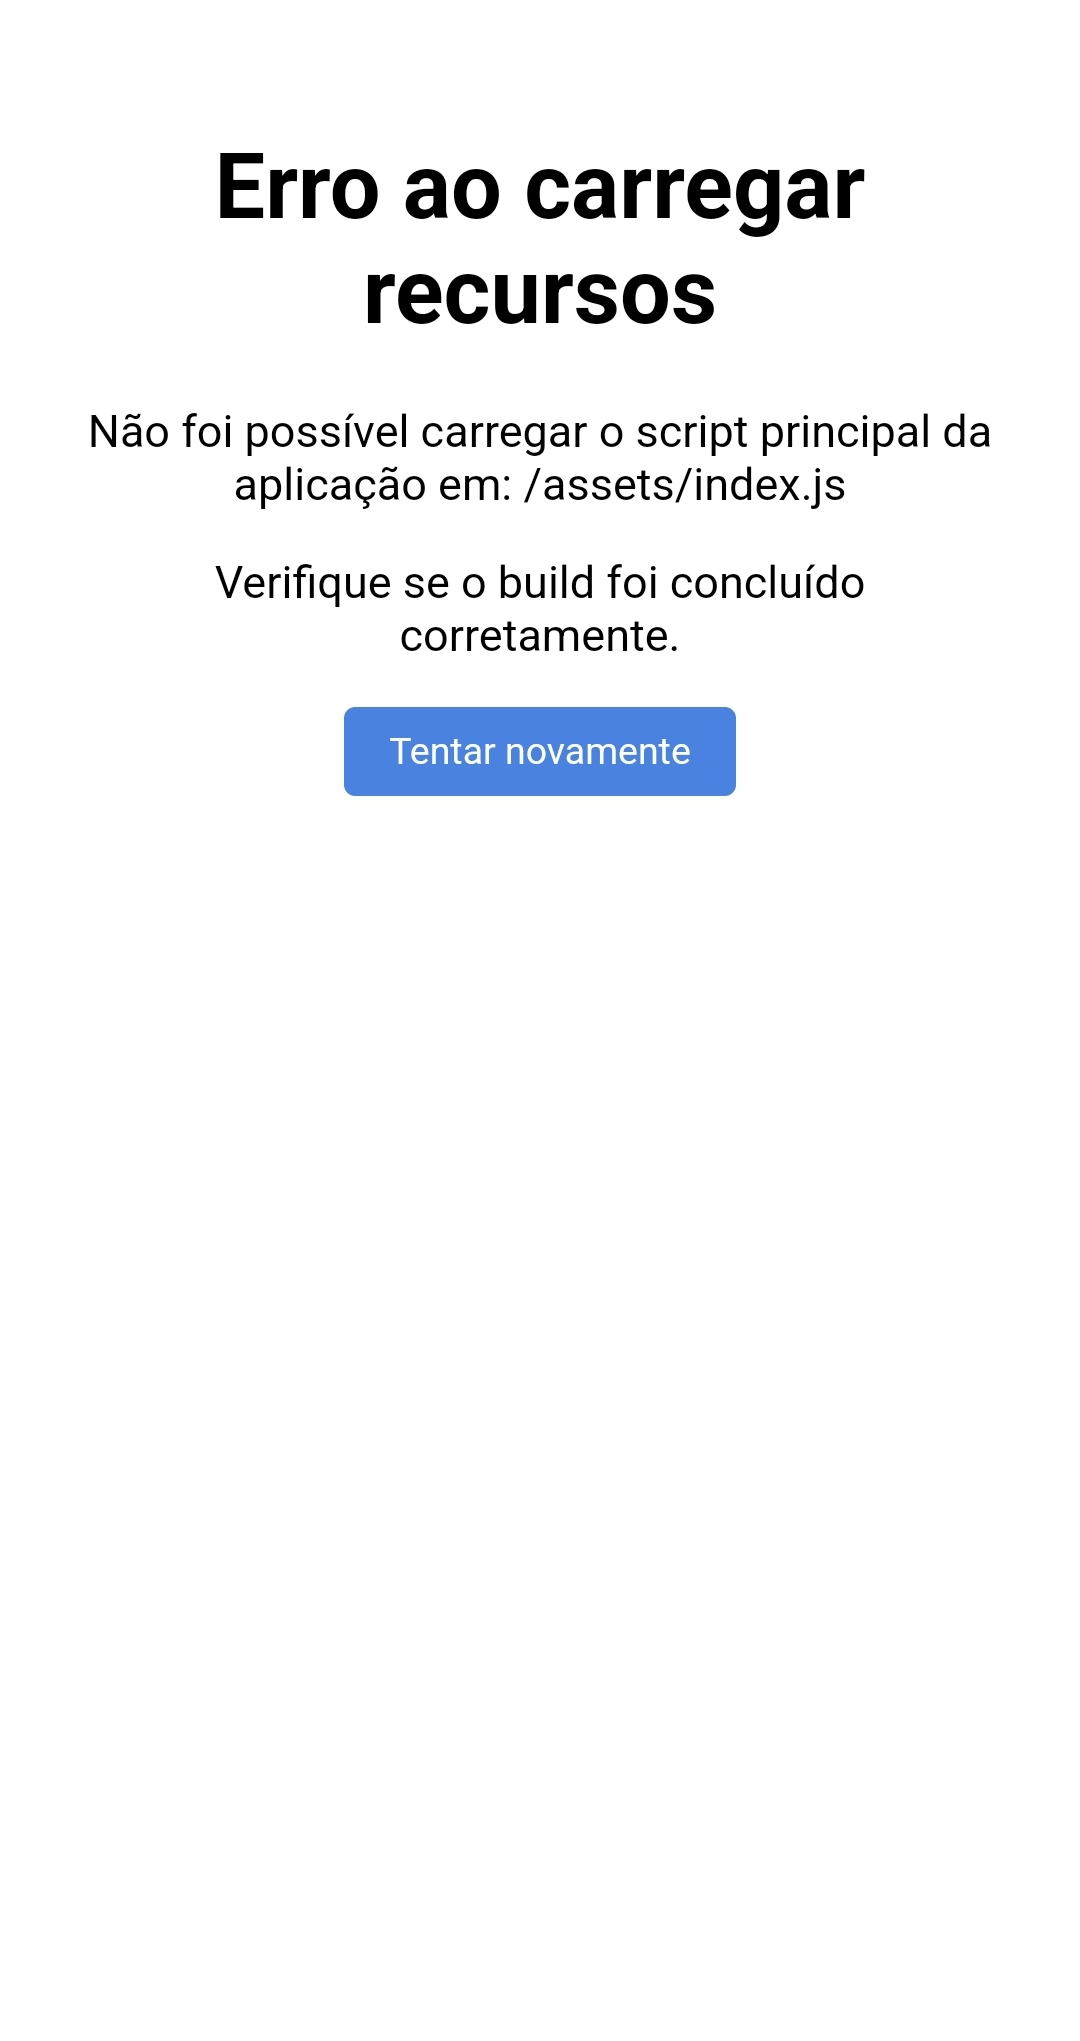 Erro ao carregar
recursos
Não foi possível carregar o script principal da
aplicação em: /assets/index.js
Verifique se o build foi concluído
corretamente.
Tentar novamente